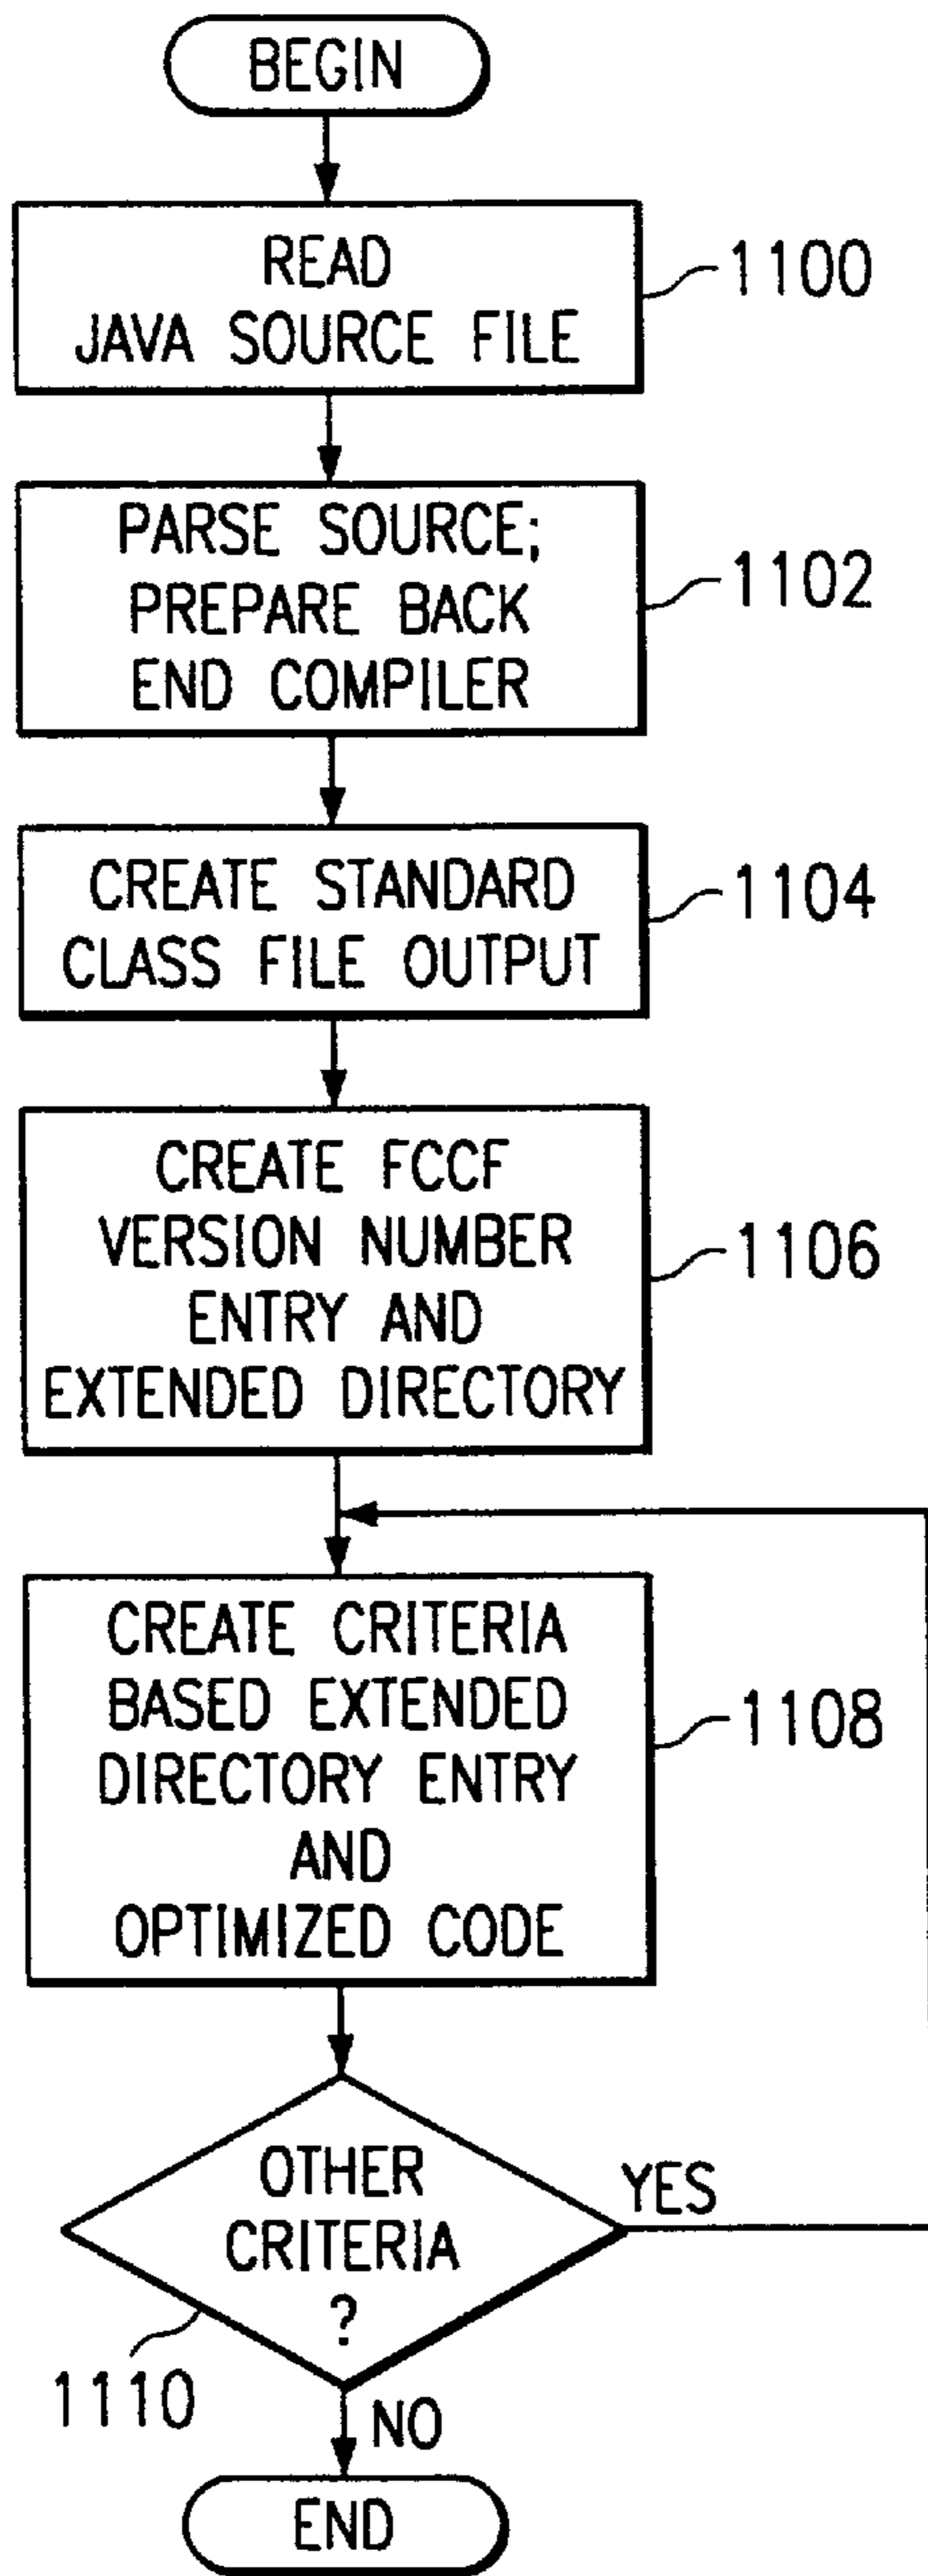 BEGIN
READ
JAVA SOURCE FILE
1100
PARSE SOURCE;
PREPARE BACK
END COMPILER
1102
CREATE STANDARD
CLASS FILE OUTPUT
1104
CREATE FCCF
VERSION NUMBER
ENTRY AND
EXTENDED DIRECTORY
1106
CREATE CRITERIA
BASED EXTENDED
DIRECTORY ENTRY
AND
OPTIMIZED CODE
1108
OTHER
CRITERIA
?
YES
1110
NO
END